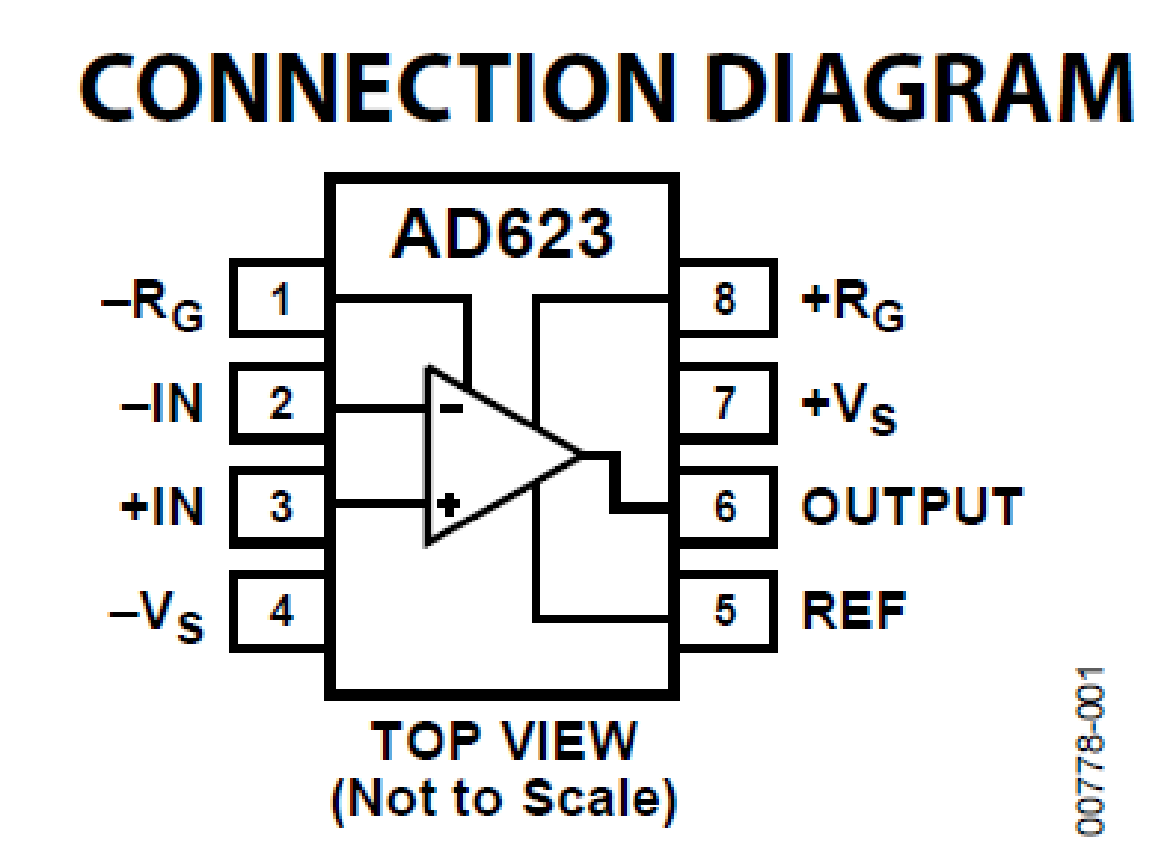 CONNECTION DIAGRAM
AD623
–RG 1
8 +RG
–IN 2
7 +VS
+IN 3
6 OUTPUT
–VS 4
5 REF
TOP VIEW
(Not to Scale)
00778-001